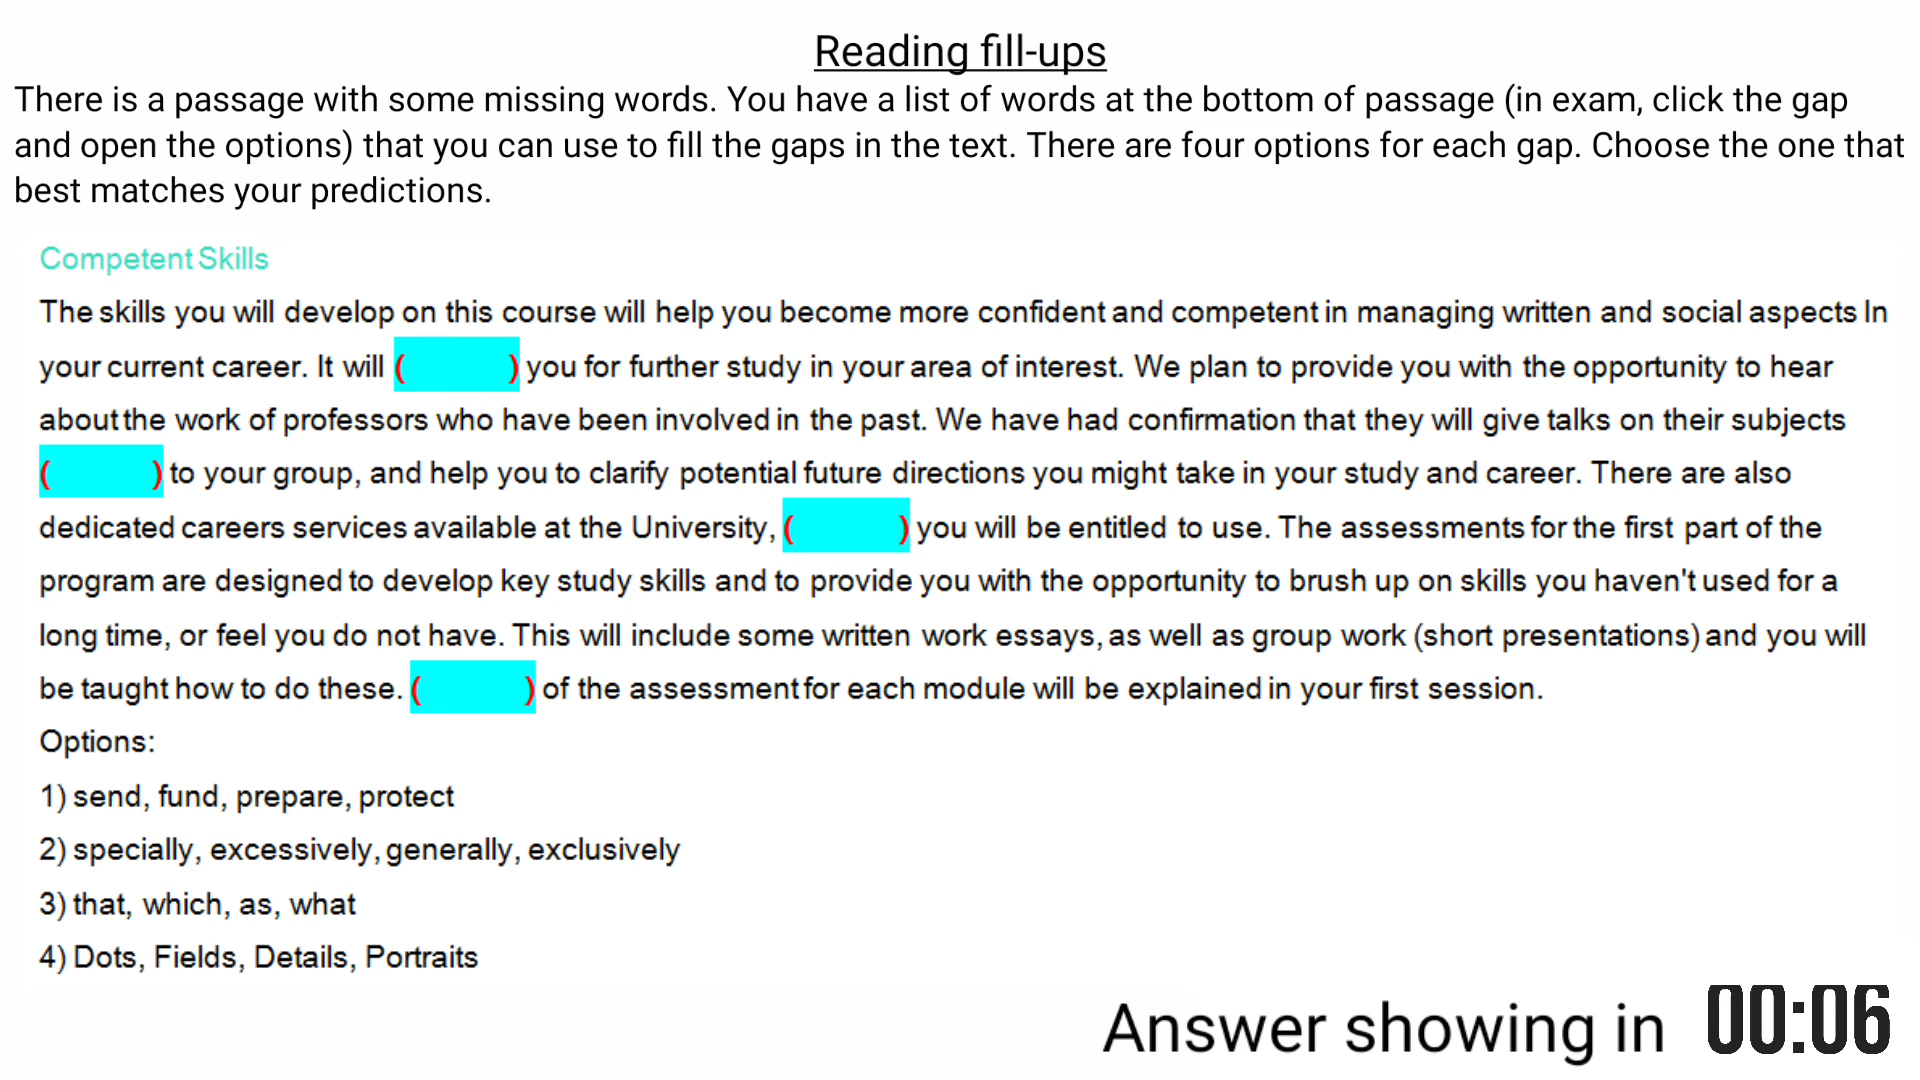 Reading fill-ups
There is a passage with some missing words. You have a list of words at the bottom of passage (in exam, click the gap
and open the options) that you can use to fill the gaps in the text. There are four options for each gap. Choose the one that
best matches your predictions.
Competent Skills
The skills you will develop on this course will help you become more confident and competent in managing written and social aspects In
your current career. It will ( ) you for further study in your area of interest. We plan to provide you with the opportunity to hear
about the work of professors who have been involved in the past. We have had confirmation that they will give talks on their subjects
( ) to your group, and help you to clarify potential future directions you might take in your study and career. There are also
dedicated careers services available at the University, ( ) you will be entitled to use. The assessments for the first part of the
program are designed to develop key study skills and to provide you with the opportunity to brush up on skills you haven't used for a
long time, or feel you do not have. This will include some written work essays, as well as group work (short presentations) and you will
be taught how to do these. ( ) of the assessment for each module will be explained in your first session.
Options:
1) send, fund, prepare, protect
2) specially, excessively, generally, exclusively
3) that, which, as, what
4) Dots, Fields, Details, Portraits
Answer showing in 00:06